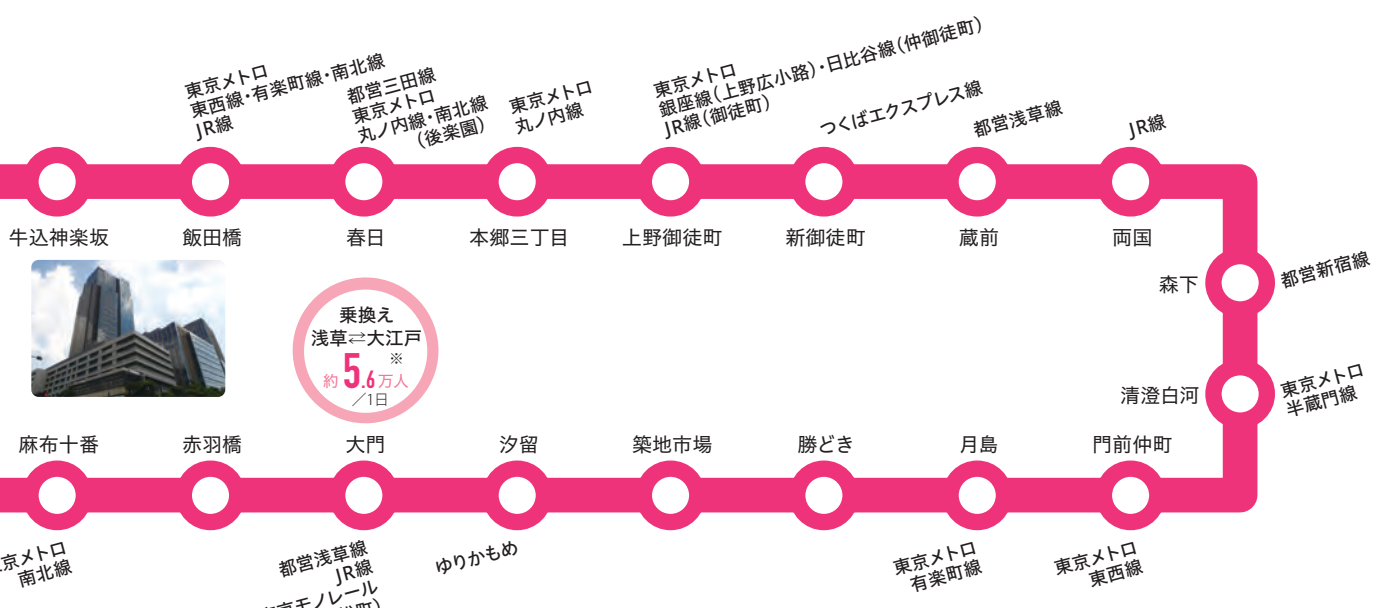 東京メトロ
東西線・有楽町線・南北線
JR線
都営三田線
東京メトロ
丸ノ内線・南北線
(後楽園)
東京メトロ
丸ノ内線
東京メトロ
銀座線(上野広小路)・日比谷線(仲御徒町)
JR線(御徒町)
つくばエクスプレス線
都営浅草線
JR線
牛込神楽坂
飯田橋
春日
本郷三丁目
上野御徒町
新御徒町
蔵前
両国
森下
都営新宿線
乗換え
浅草⇄大江戸
約5.6万人※
/1日
清澄白河
東京メトロ
半蔵門線
麻布十番
赤羽橋
大門
汐留
築地市場
勝どき
月島
門前仲町
京メトロ
南北線
都営浅草線
JR線
京モノレール
町)
ゆりかもめ
東京メトロ
有楽町線
東京メトロ
東西線